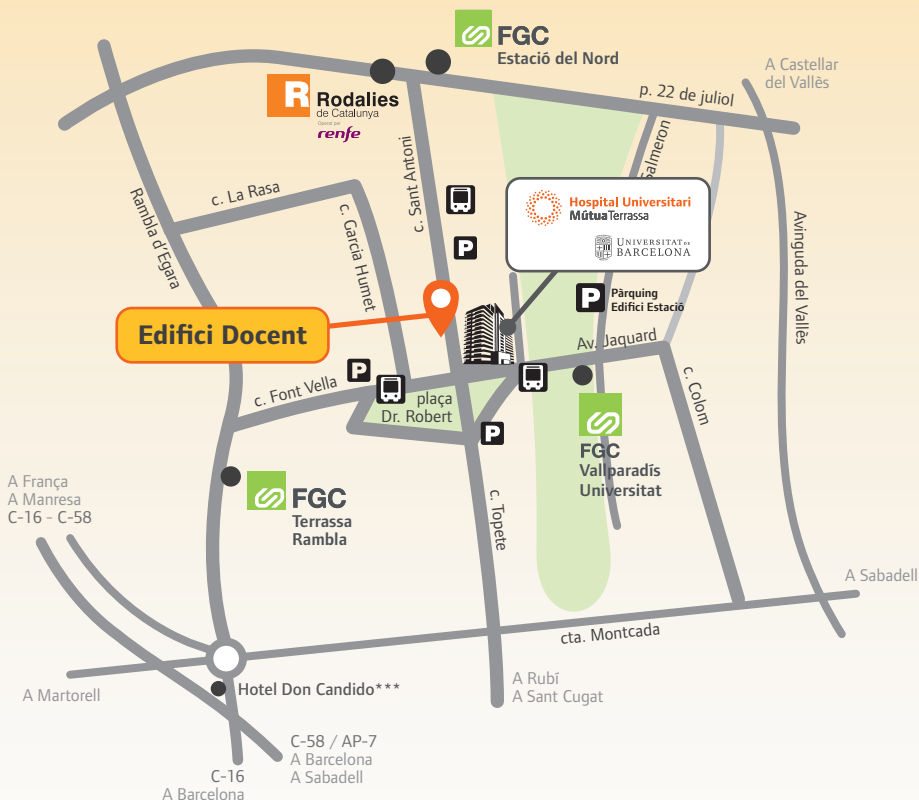 FGC
Estació del Nord
A Castellar
del Vallès
R
Rodalies
de Catalunya
renfe
p. 22 de juliol
Salmeron
c. Sant Antoni
c. La Rasa
Rambla d'Egara
c. Garcia Humet
Hospital Universitari
MútuaTerrassa
UNIVERSITAT DE
BARCELONA
Avinguda del Vallès
P
P
Pàrquing
Edifici Estació
Edifici Docent
Av. Jaquard
P
c. Font Vella
plaça
Dr. Robert
c. Colom
P
FGC
Vallparadís
Universitat
A França
A Manresa
C-16 - C-58
FGC
Terrassa
Rambla
c. Topete
A Sabadell
cta. Montcada
A Martorell
Hotel Don Candido***
A Rubí
A Sant Cugat
C-58 / AP-7
A Barcelona
A Sabadell
C-16
A Barcelona